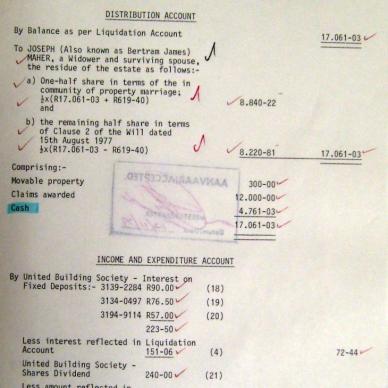 DISTRIBUTION ACCOUNT
By Balance as per Liquidation Account 17.061-03
To JOSEPH (Also known as Bertram James)
MAHER, a Widower and surviving spouse,
the residue of the estate as follows:-
a) One-half share in terms of the in
community of property marriage;
½x(R17.061-03 + R619-40) 8.840-22
and
b) the remaining half share in terms
of Clause 2 of the Will dated
15th August 1977
½x(R17.061-03 - R619-40) 8.220-81 17.061-03
Comprising:-
Movable property 300-00
Claims awarded 12.000-00
Cash 4.761-03
17.061-03
AANVAAR/ACCEPTED
INCOME AND EXPENDITURE ACCOUNT
By United Building Society - Interest on
Fixed Deposits:- 3139-2284 R90.00 (18)
3134-0497 R76.50 (19)
3194-9114 R57.00 (20)
223-50
Less interest reflected in Liquidation
Account 151-06 (4) 72-44
United Building Society -
Shares Dividend 240-00 (21)
Less amount reflected in